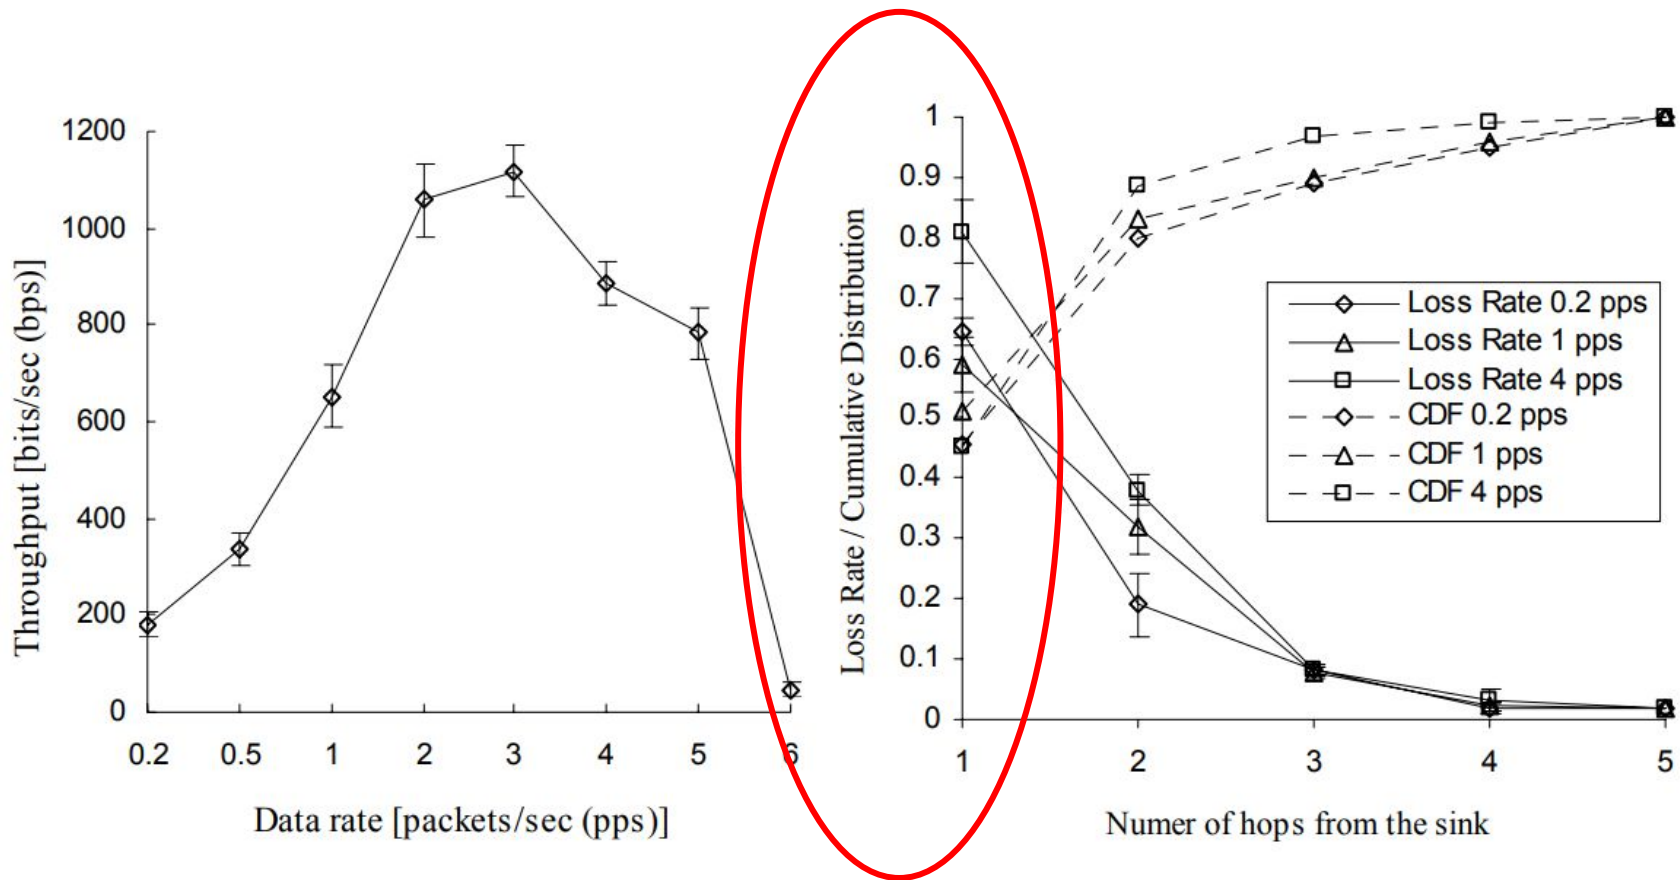 1200
1000
800
600
400
200
0
Throughput [bits/sec (bps)]
0.2 0.5 1 2 3 4 5 6
Data rate [packets/sec (pps)]
1
0.9
0.8
0.7
0.6
0.5
0.4
0.3
0.2
0.1
0
Loss Rate / Cumulative Distribution
1 2 3 4 5
Numer of hops from the sink
Loss Rate 0.2 pps
Loss Rate 1 pps
Loss Rate 4 pps
CDF 0.2 pps
CDF 1 pps
CDF 4 pps